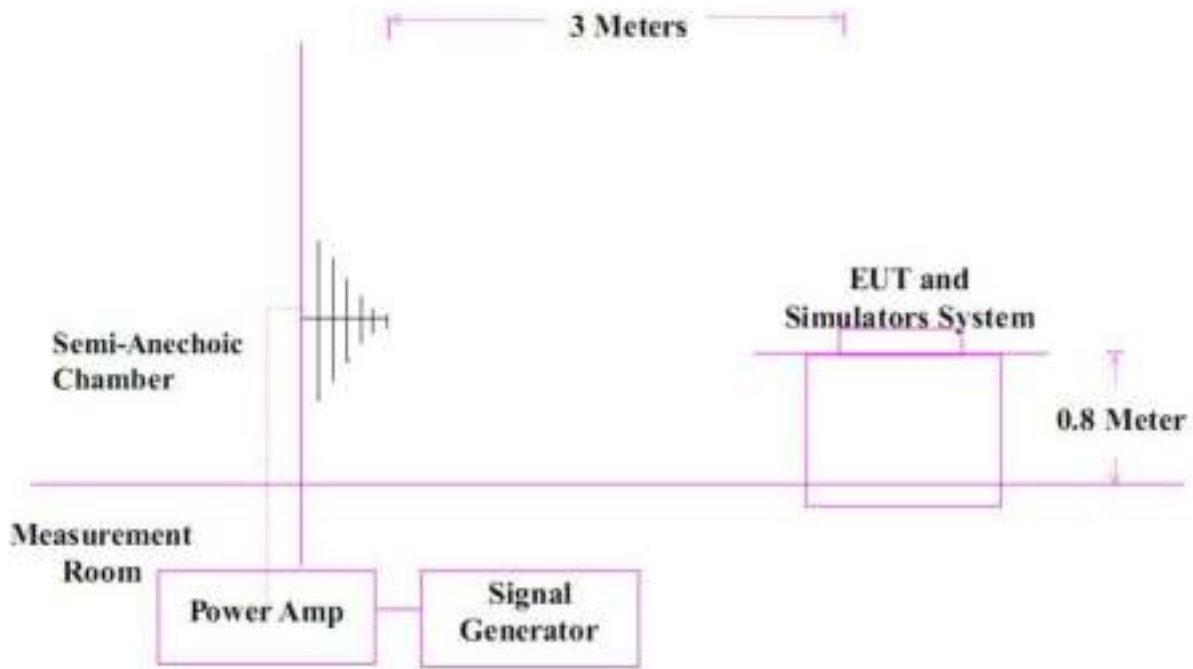 3 Meters
EUT and
Simulators System
Semi-Anechoic
Chamber
0.8 Meter
Measurement
Room
Power Amp
Signal
Generator